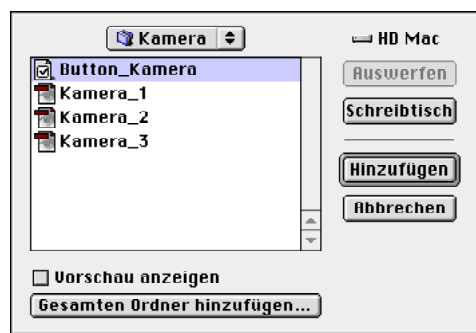 Kamera
HD Mac
Button_Kamera
Kamera_1
Kamera_2
Kamera_3
Auswerfen
Schreibtisch
Hinzufügen
Abbrechen
Vorschau anzeigen
Gesamten Ordner hinzufügen...